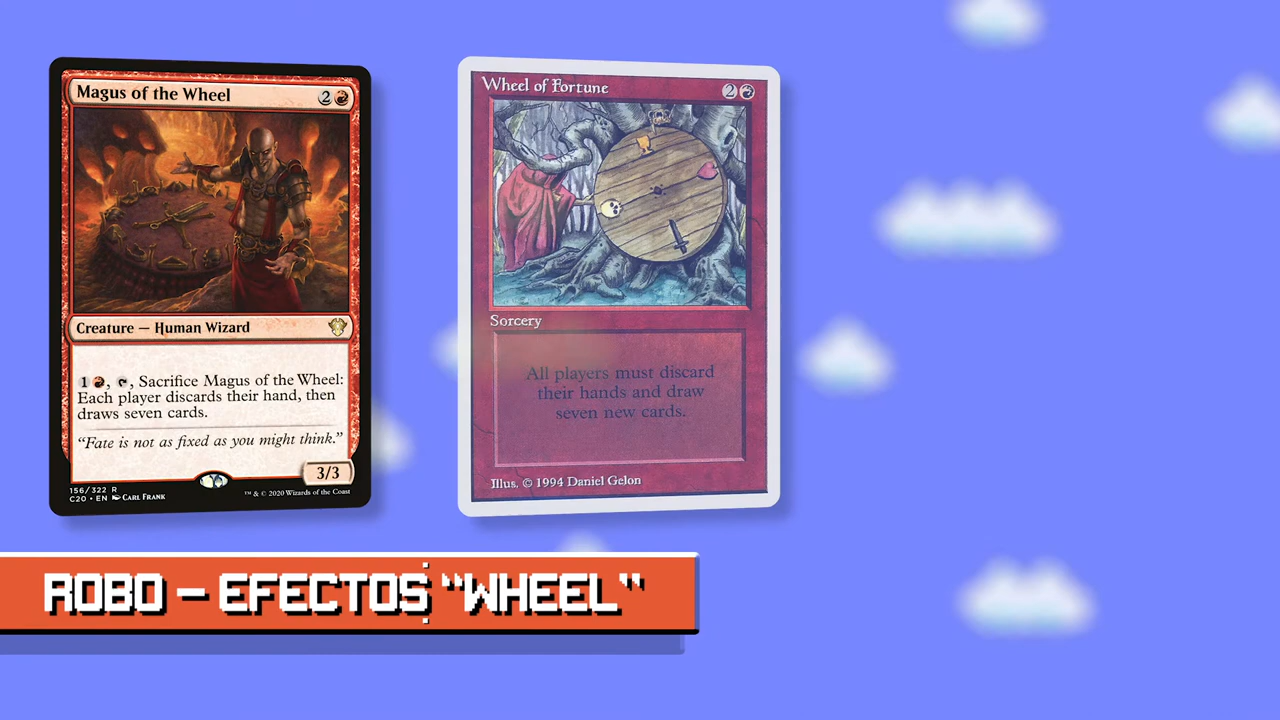 Magus of the Wheel
2
Creature — Human Wizard
1 , , Sacrifice Magus of the Wheel:
Each player discards their hand, then
draws seven cards.
“Fate is not as fixed as you might think.”
3/3
156/322 R
C20 • EN CARL FRANK
™ & © 2020 Wizards of the Coast
Wheel of Fortune
2
Sorcery
All players must discard
their hands and draw
seven new cards.
Illus. © 1994 Daniel Gelon
ROBO – EFECTOS “WHEEL”